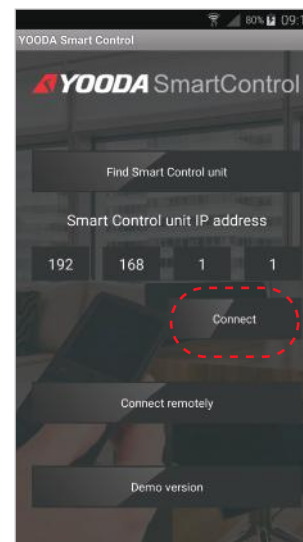 80% 09:1
YOODA Smart Control
YOODA SmartControl
Find Smart Control unit
Smart Control unit IP address
192 168 1 1
Connect
Connect remotely
Demo version